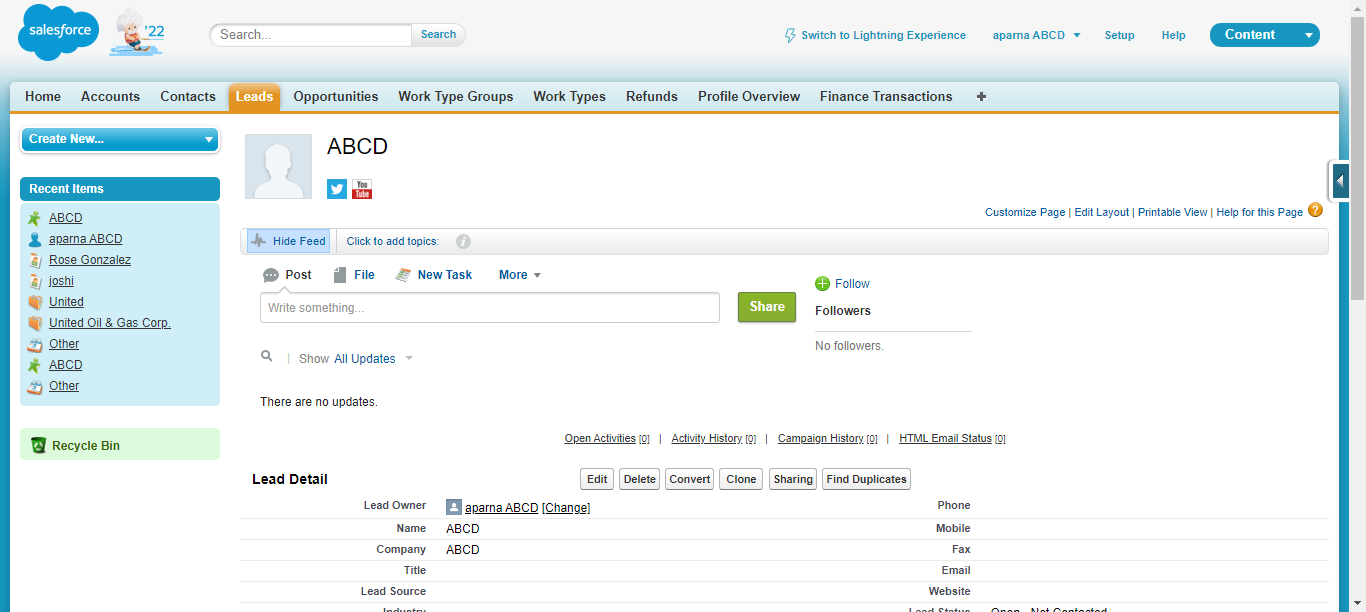 salesforce
'22
Search...
Search
Switch to Lightning Experience
aparna ABCD
Setup
Help
Content
Home Accounts Contacts Leads Opportunities Work Type Groups Work Types Refunds Profile Overview Finance Transactions +
Create New...
Recent Items
ABCD
aparna ABCD
Rose Gonzalez
joshi
United
United Oil & Gas Corp.
Other
ABCD
Other
Recycle Bin
ABCD
You Tube
Customize Page | Edit Layout | Printable View | Help for this Page ?
Hide Feed
Click to add topics: i
Post File New Task More
Write something...
Share
Follow
Followers
No followers.
| Show All Updates
There are no updates.
Open Activities [0] | Activity History [0] | Campaign History [0] | HTML Email Status [0]
Lead Detail
Edit Delete Convert Clone Sharing Find Duplicates
Lead Owner aparna ABCD [Change] Phone
Name ABCD Mobile
Company ABCD Fax
Title Email
Lead Source Website
Industry Lead Status Open - Not Contacted